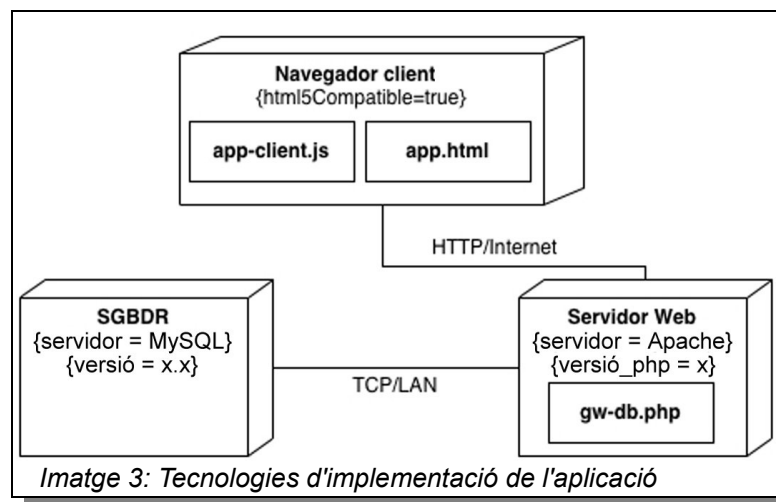 Navegador client
{html5Compatible=true}
app-client.js
app.html
HTTP/Internet
SGBDR
{servidor = MySQL}
{versió = x.x}
TCP/LAN
Servidor Web
{servidor = Apache}
{versió_php = x}
gw-db.php
Imatge 3: Tecnologies d'implementació de l'aplicació